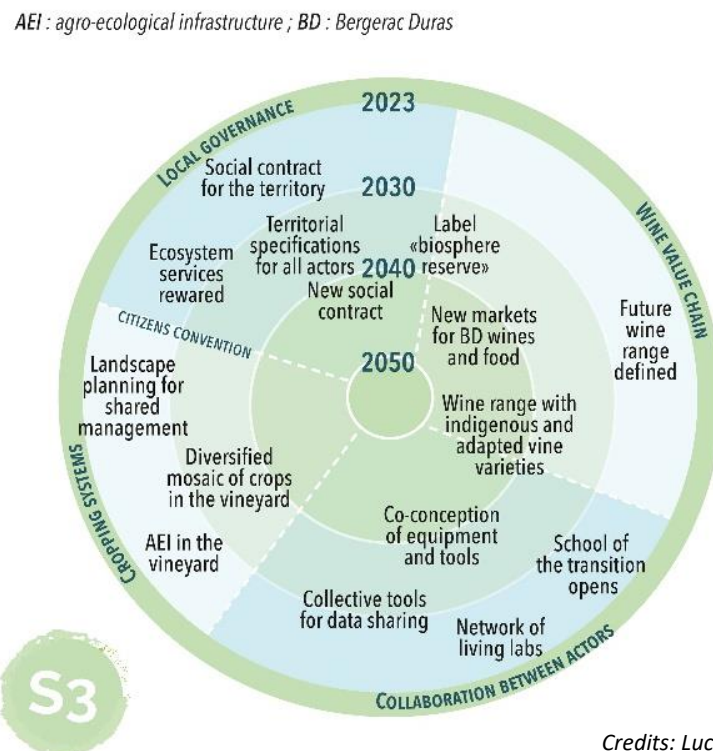 AEI : agro-ecological infrastructure ; BD : Bergerac Duras
2023
LOCAL GOVERNANCE
Social contract
for the territory
2030
Territorial
specifications
for all actors
Label
«biosphere
reserve»
Ecosystem
services
rewarded
2040
New social
contract
WINE VALUE CHAIN
Future
wine
range
defined
New markets
for BD wines
and food
CITIZENS CONVENTION
2050
Landscape
planning for
shared
management
Wine range with
indigenous and
adapted vine
varieties
Diversified
mosaic of crops
in the vineyard
CROPPING SYSTEMS
AEI in the
vineyard
Co-conception
of equipment
and tools
School of
the transition
opens
Collective tools
for data sharing
Network of
living labs
COLLABORATION BETWEEN ACTORS
S3
Credits: Luc